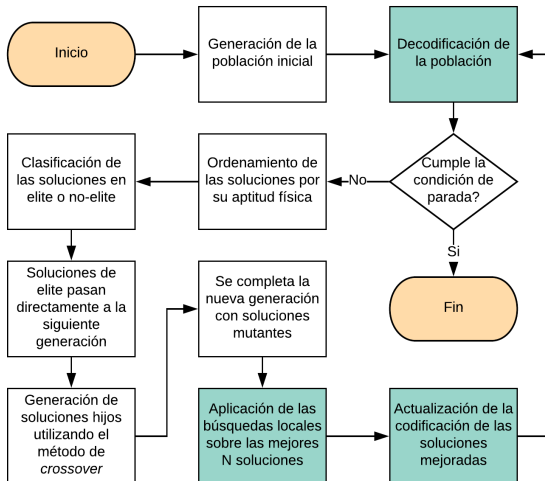 Inicio
Generación de la
población inicial
Decodificación de
la población
Cumple la
condición de
parada?
No
Si
Fin
Ordenamiento de
las soluciones por
su aptitud física
Clasificación de
las soluciones en
elite o no-elite
Soluciones de
elite pasan
directamente a la
siguiente
generación
Generación de
soluciones hijos
utilizando el
método de
crossover
Se completa la
nueva generación
con soluciones
mutantes
Aplicación de las
búsquedas locales
sobre las mejores
N soluciones
Actualización de la
codificación de las
soluciones
mejoradas